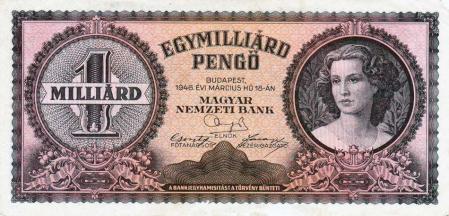 EGYMILLIÁRD
PENGŐ
BUDAPEST,
1946. ÉVI MÁRCIUS HÓ 18-ÁN
MAGYAR
NEMZETI BANK
1
MILLIÁRD
ELNÖK
FŐTANÁCSOS
VEZÉRIGAZGATÓ
A BANKJEGYHAMISÍTÁST A TÖRVÉNY BÜNTETI